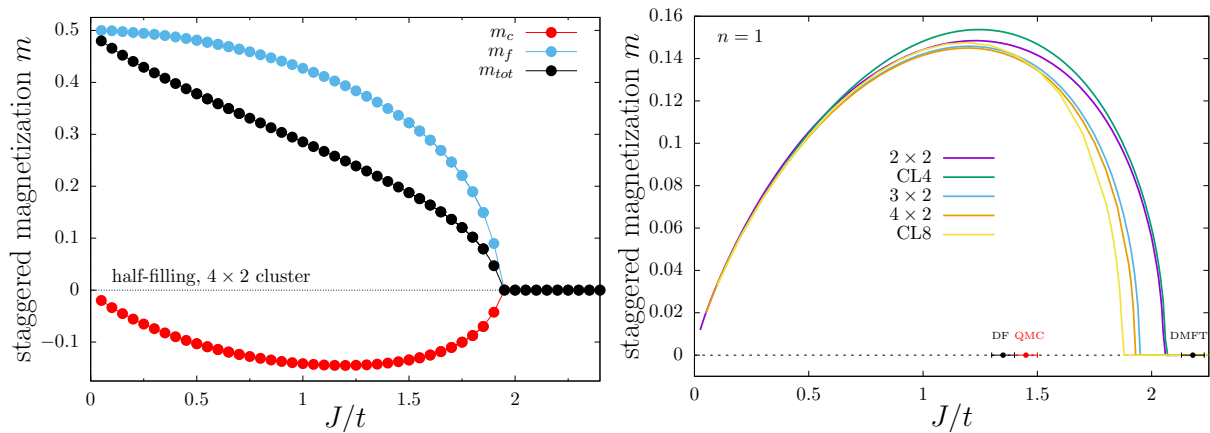 staggered magnetization m
0.5
0.4
0.3
0.2
0.1
0
−0.1
m_c
m_f
m_tot
half-filling, 4 × 2 cluster
0
0.5
1
1.5
2
J/t
staggered magnetization m
0.16
0.14
0.12
0.1
0.08
0.06
0.04
0.02
0
n = 1
2 × 2
CL4
3 × 2
4 × 2
CL8
DF
QMC
DMFT
0
0.5
1
1.5
2
J/t